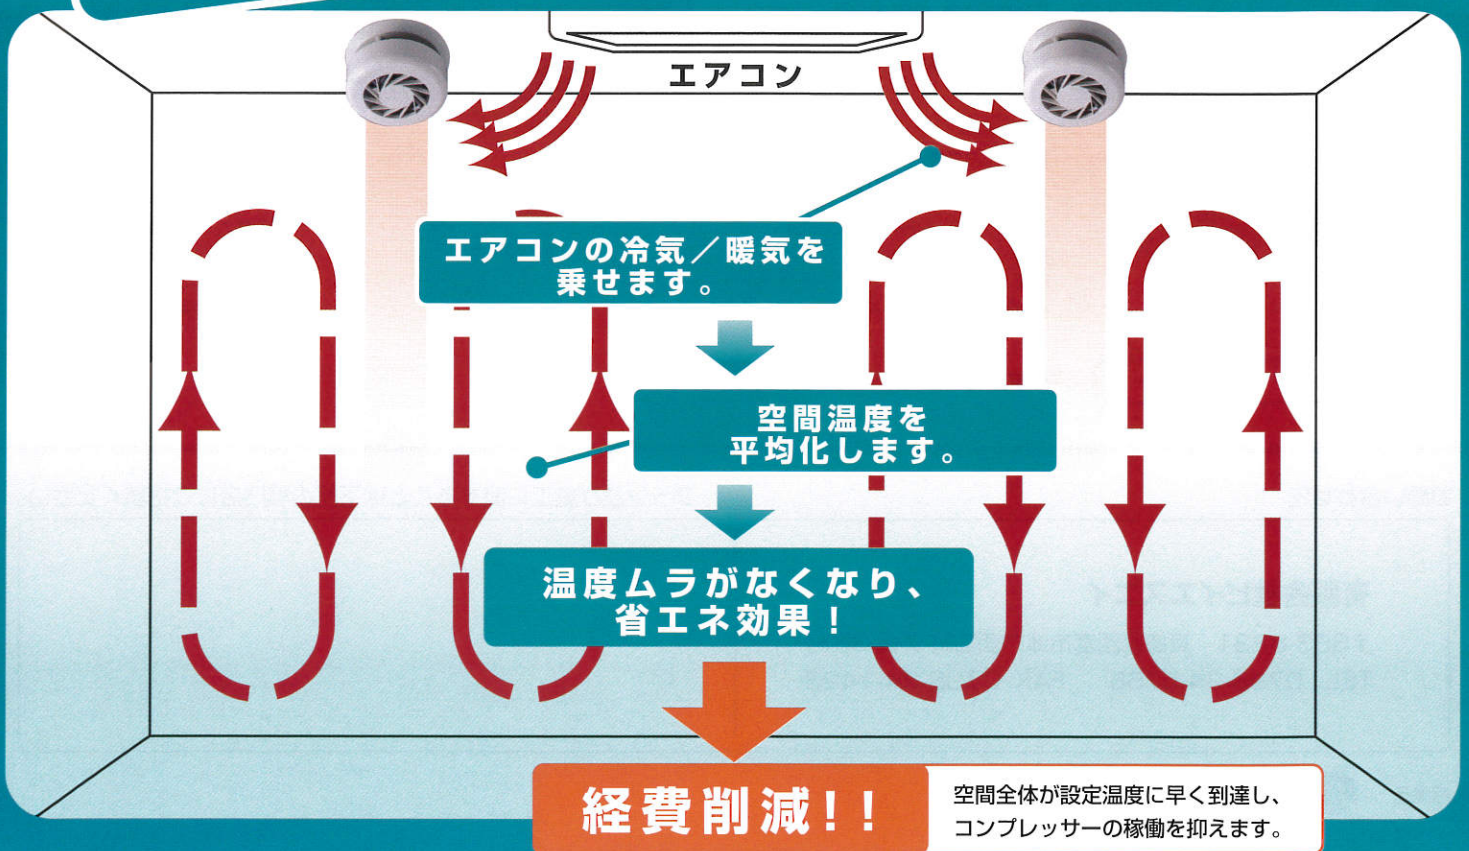 エアコン
エアコンの冷気／暖気を
乗せます。
空間温度を
平均化します。
温度ムラがなくなり、
省エネ効果！
経費削減！！
空間全体が設定温度に早く到達し、
コンプレッサーの稼働を抑えます。